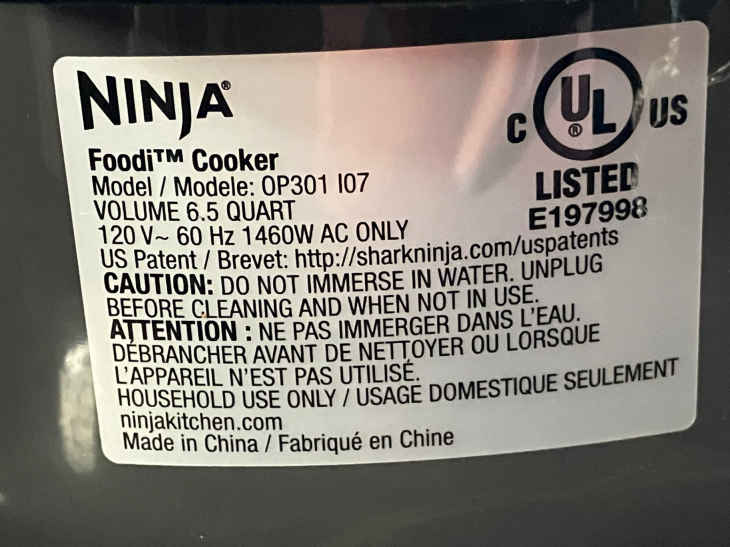 NINJA®
Foodi™ Cooker
Model / Modele: OP301 I07
VOLUME 6.5 QUART
120 V~ 60 Hz 1460W AC ONLY
US Patent / Brevet: http://sharkninja.com/uspatents
CAUTION: DO NOT IMMERSE IN WATER. UNPLUG
BEFORE CLEANING AND WHEN NOT IN USE.
ATTENTION : NE PAS IMMERGER DANS L'EAU.
DÉBRANCHER AVANT DE NETTOYER OU LORSQUE
L'APPAREIL N'EST PAS UTILISÉ.
HOUSEHOLD USE ONLY / USAGE DOMESTIQUE SEULEMENT
ninjakitchen.com
Made in China / Fabriqué en Chine
C UL® US
LISTED
E197998